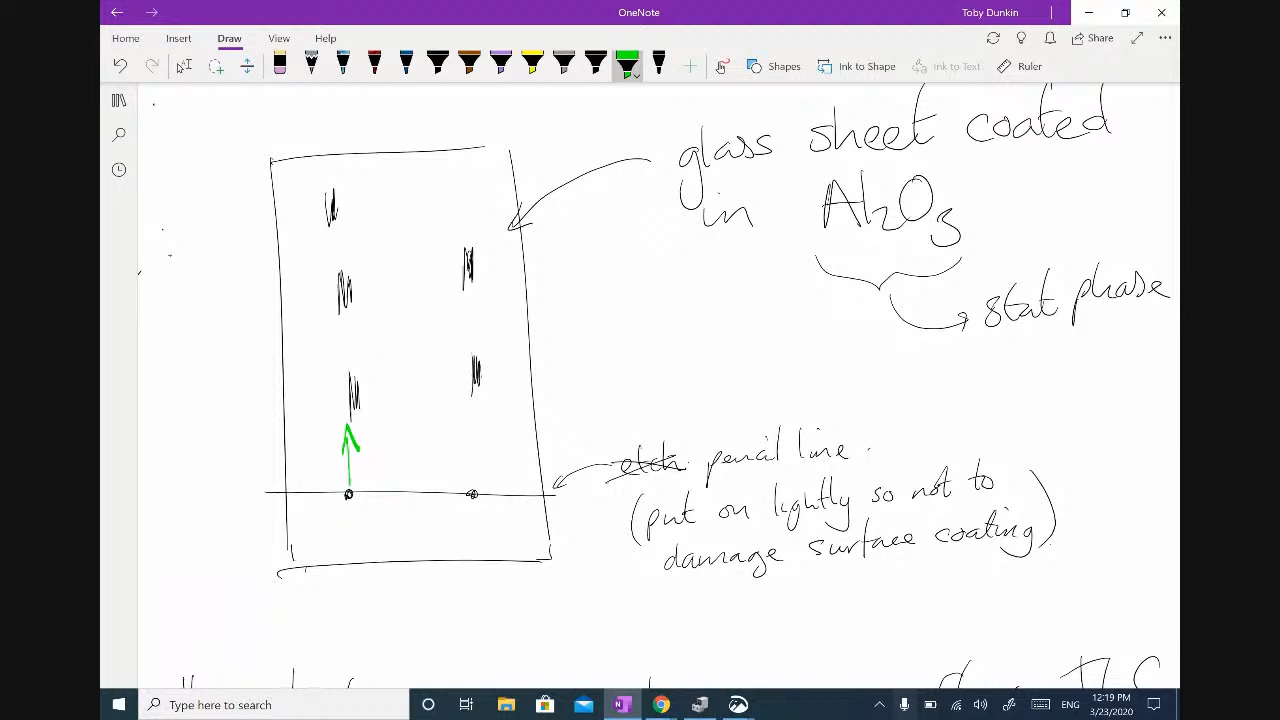 OneNote
Toby Dunkin
Home Insert Draw View Help
Share
Shapes
Ink to Shape
Ink to Text
Ruler
glass sheet coated
in Al2O3
stat phase
etch pencil line.
(put on lightly so not to
damage surface coating)
TLC
Type here to search
ENG
12:19 PM
3/23/2020